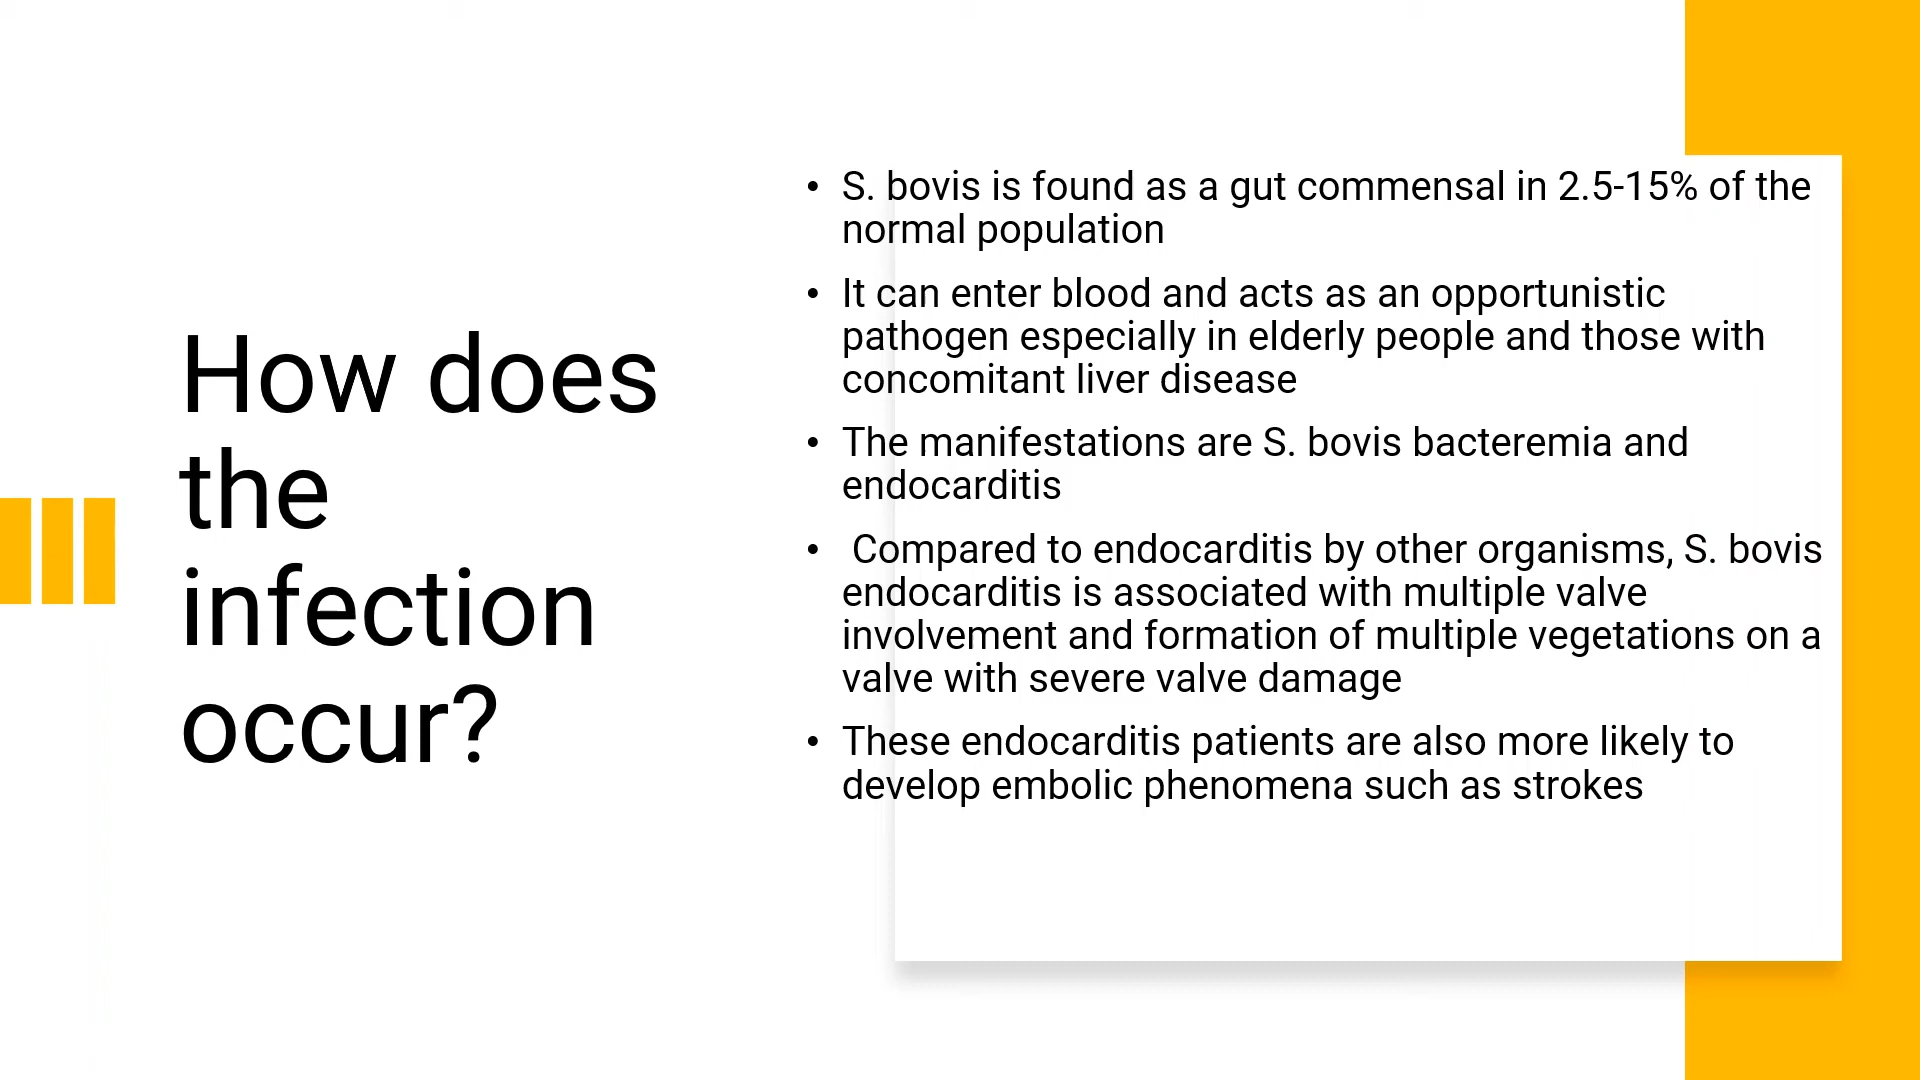 How does
the
infection
occur?
• S. bovis is found as a gut commensal in 2.5-15% of the
normal population
• It can enter blood and acts as an opportunistic
pathogen especially in elderly people and those with
concomitant liver disease
• The manifestations are S. bovis bacteremia and
endocarditis
• Compared to endocarditis by other organisms, S. bovis
endocarditis is associated with multiple valve
involvement and formation of multiple vegetations on a
valve with severe valve damage
• These endocarditis patients are also more likely to
develop embolic phenomena such as strokes